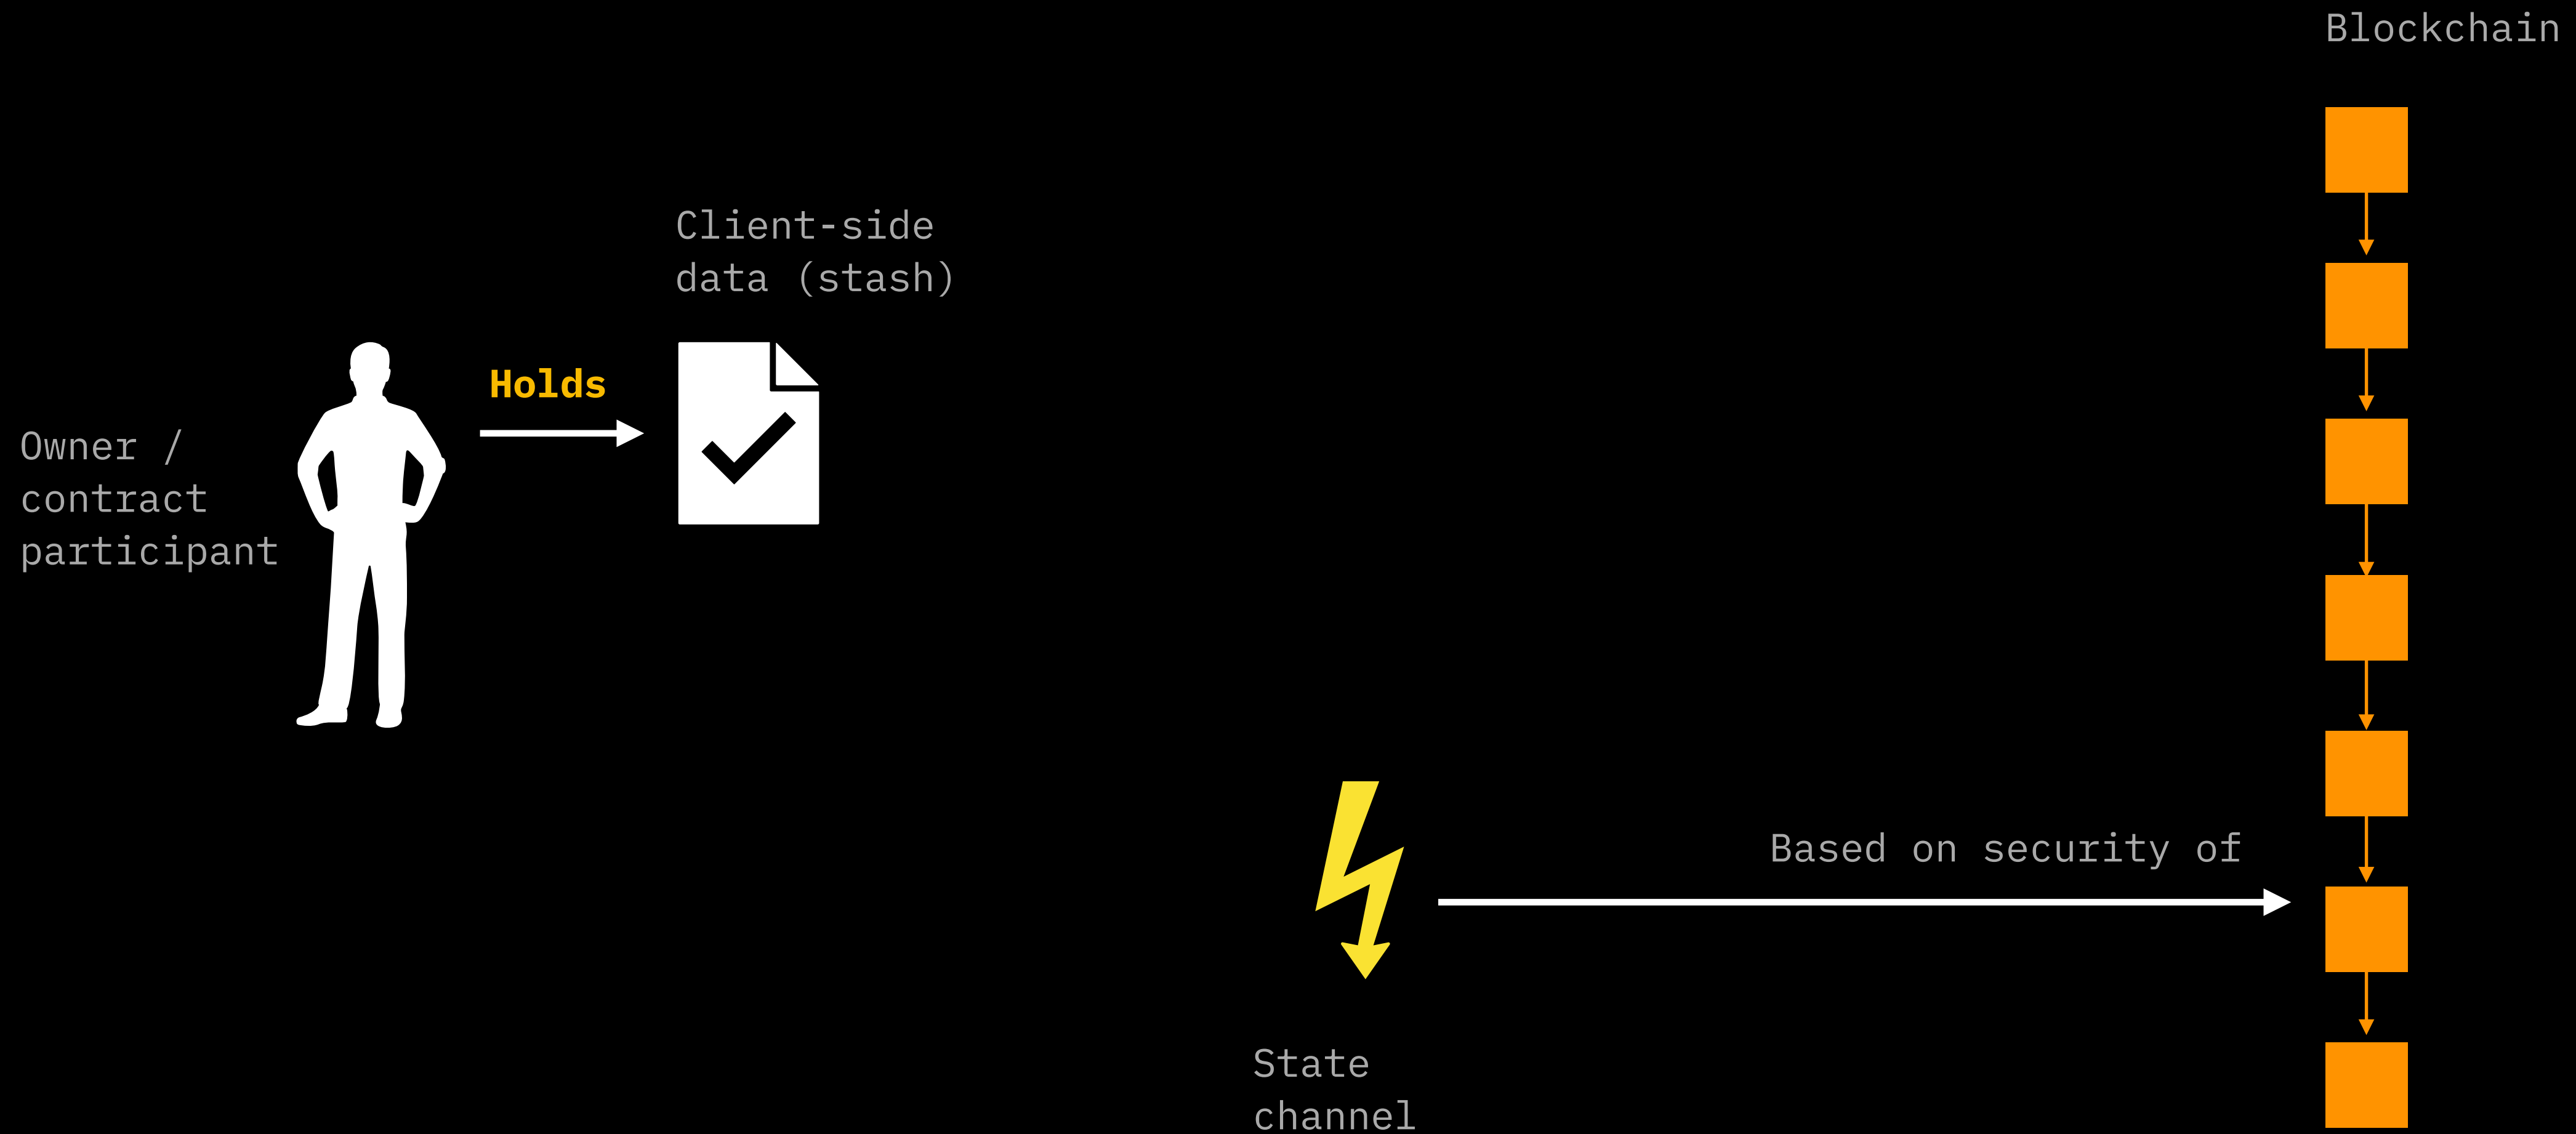 Blockchain
Client-side
data (stash)
Holds
Owner /
contract
participant
Based on security of
State
channel